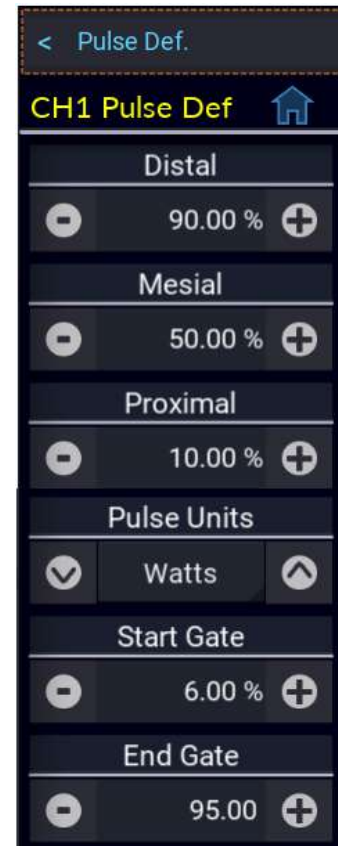 < Pulse Def.
CH1 Pulse Def
Distal
- 90.00 % +
Mesial
- 50.00 % +
Proximal
- 10.00 % +
Pulse Units
Watts
Start Gate
- 6.00 % +
End Gate
- 95.00 +